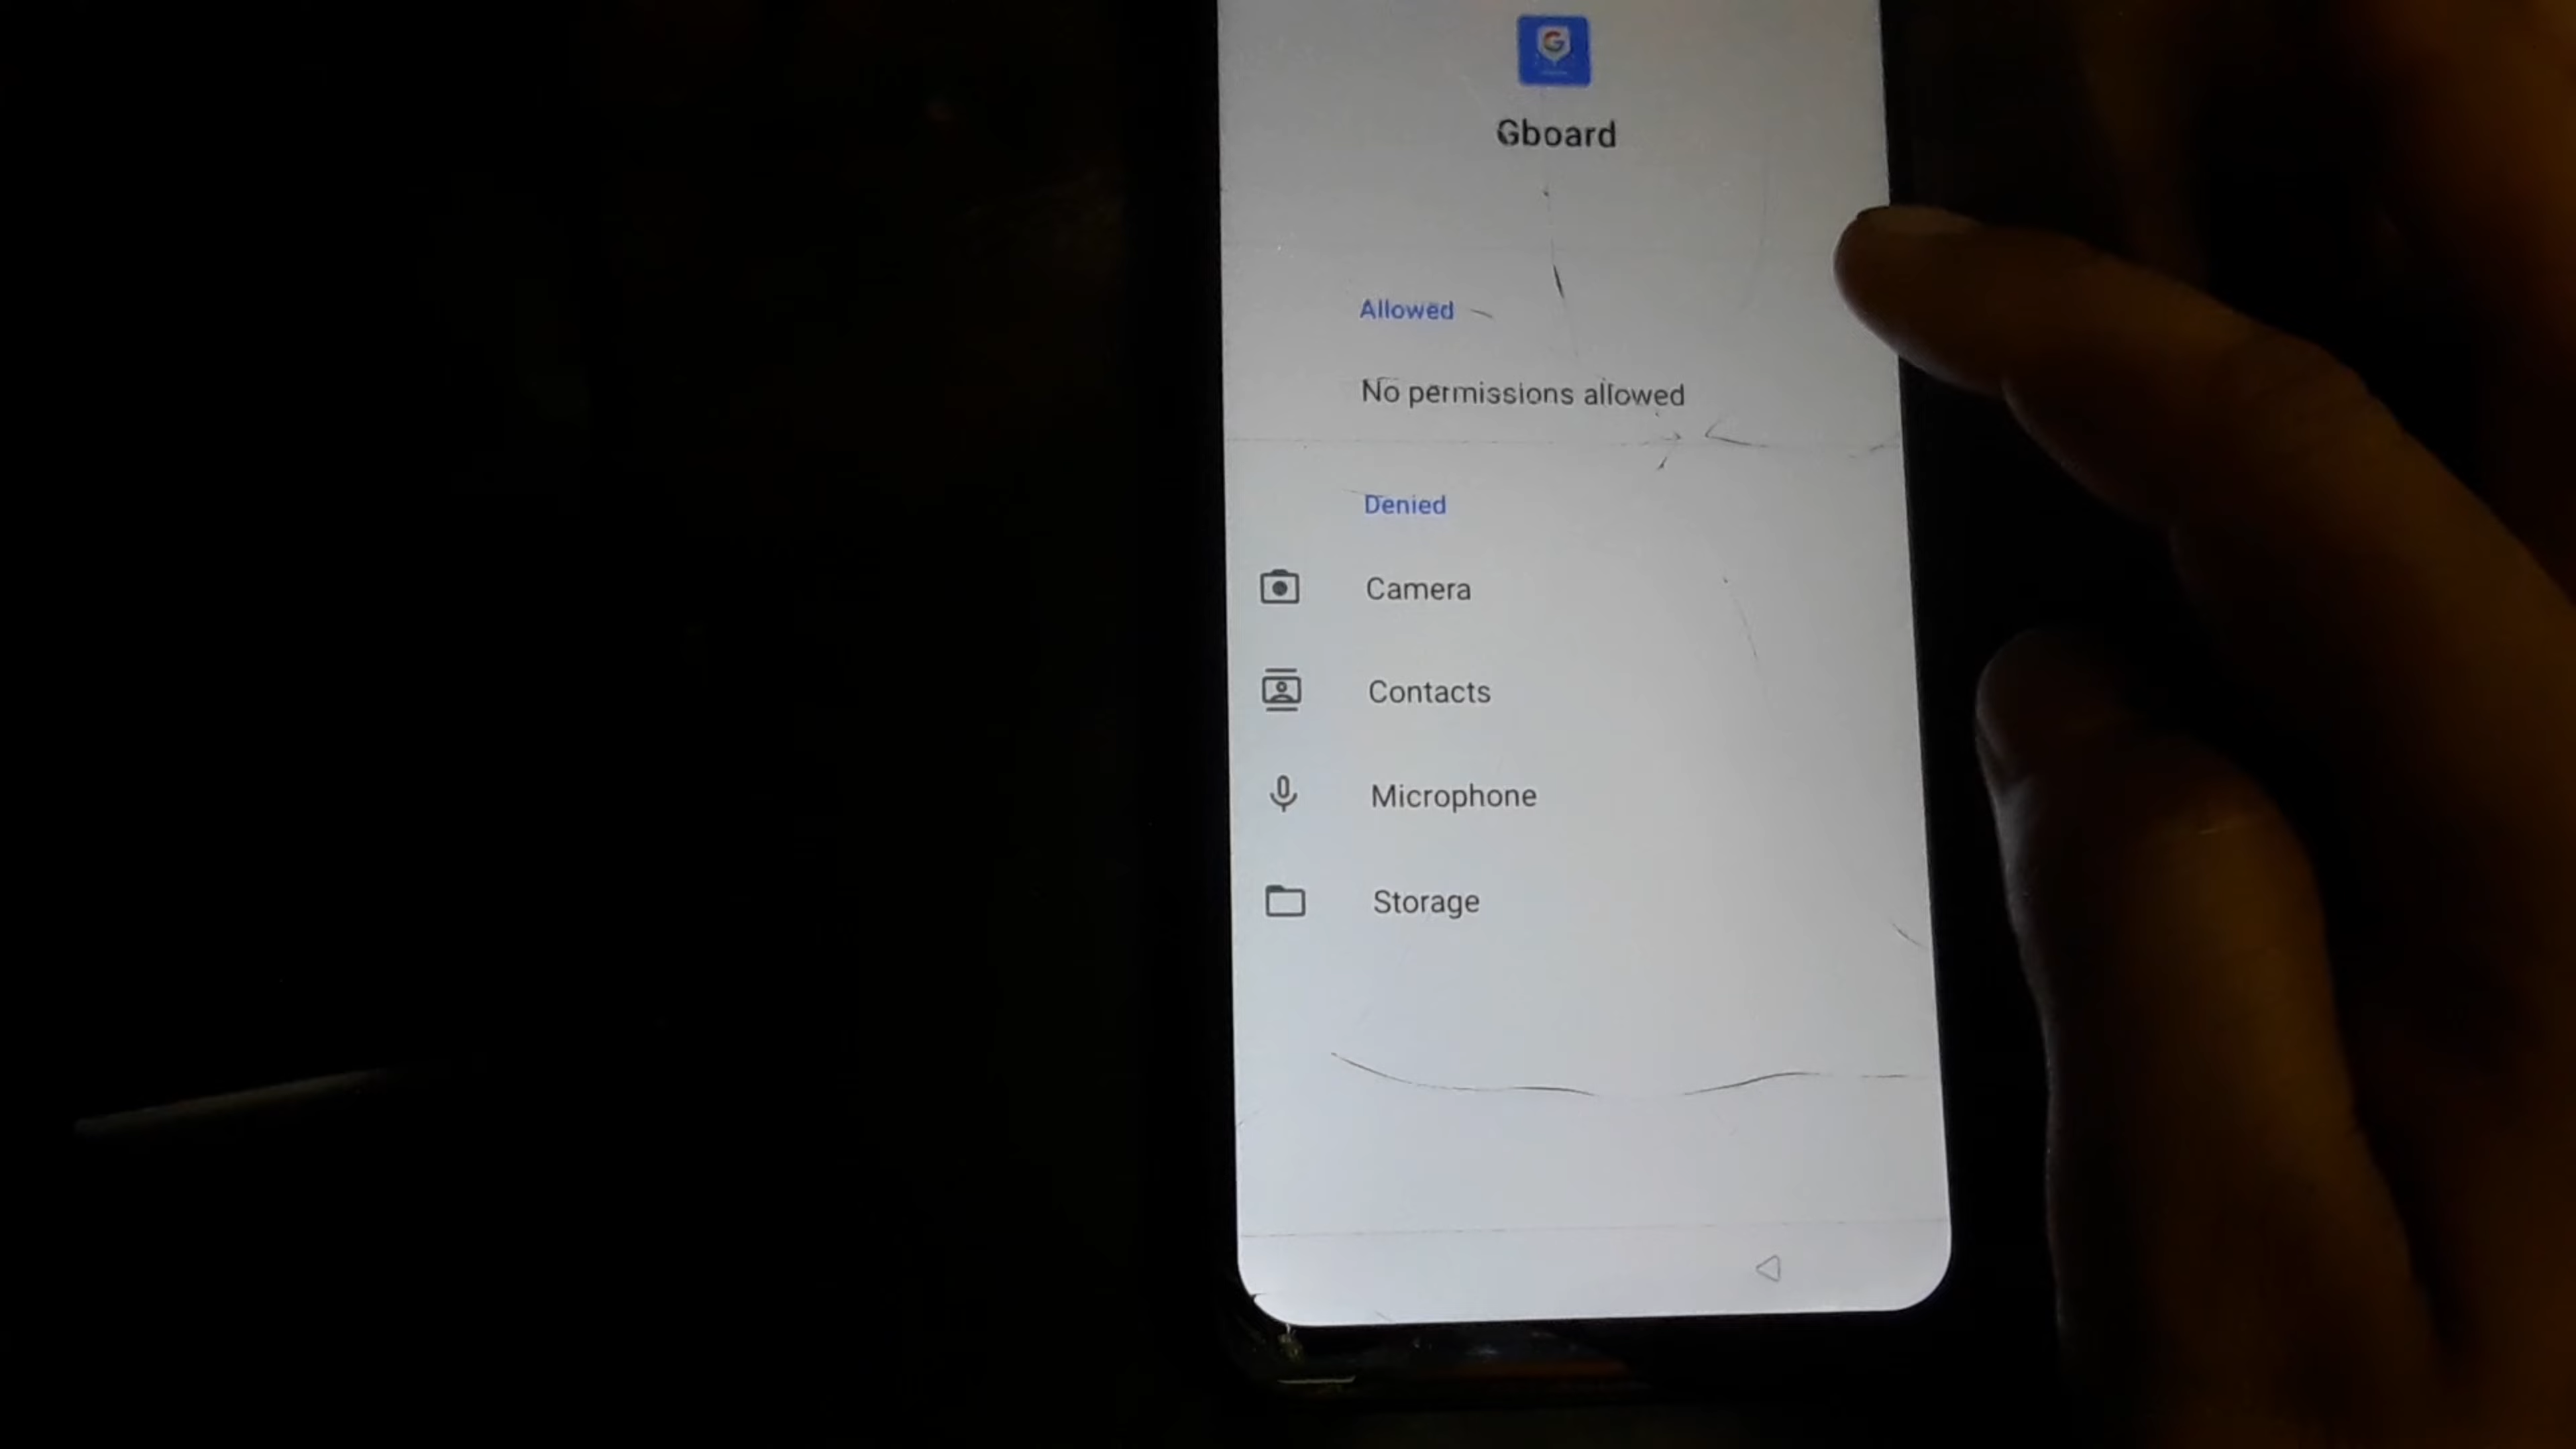 Gboard
Allowed
No permissions allowed
Denied
Camera
Contacts
Microphone
Storage